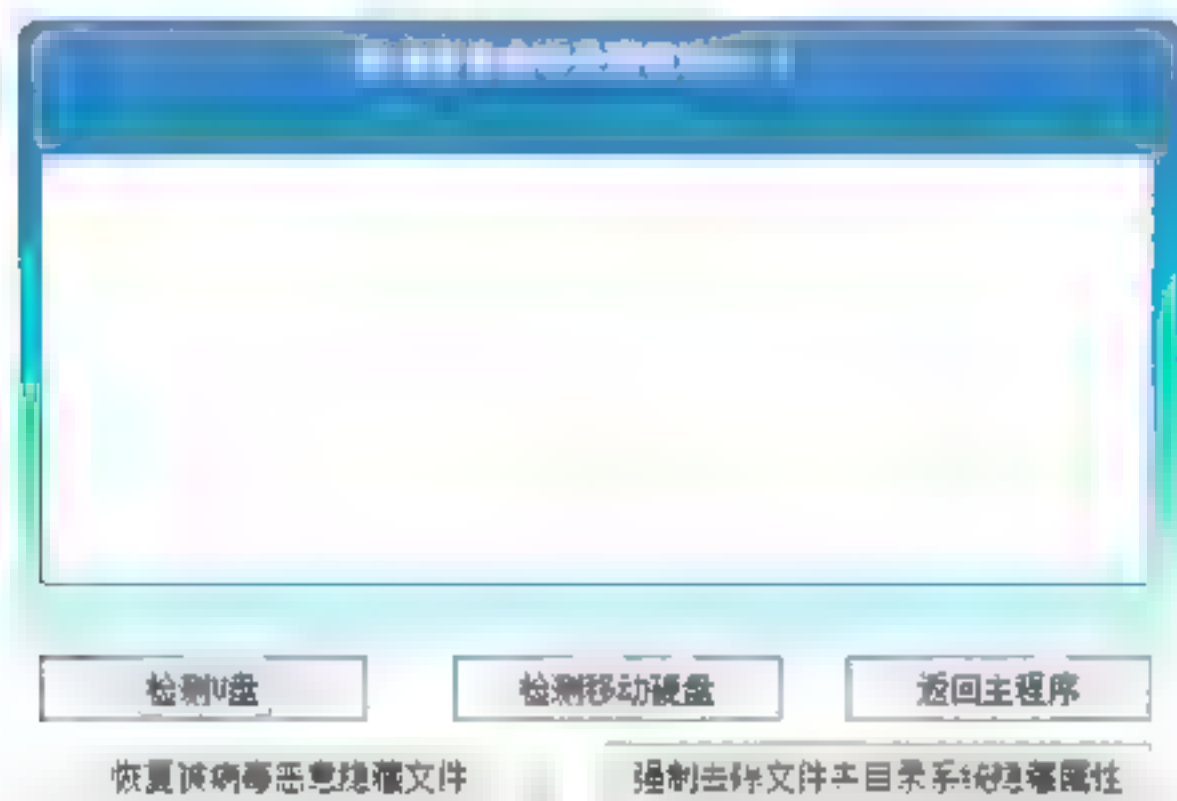 检测U盘
检测移动硬盘
返回主程序
恢复被病毒恶意隐藏文件
强制去除文件夹目录系统隐藏属性